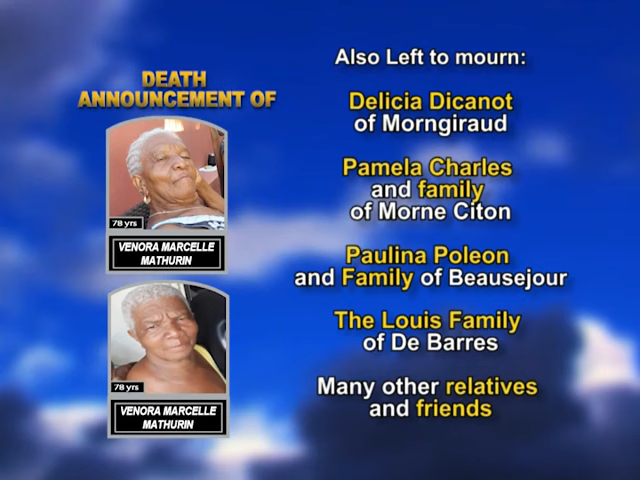 DEATH
ANNOUNCEMENT OF
78 yrs
VENORA MARCELLE
MATHURIN
78 yrs
VENORA MARCELLE
MATHURIN
Also Left to mourn:
Delicia Dicanot
of Morngiraud
Pamela Charles
and family
of Morne Citon
Paulina Poleon
and Family of Beausejour
The Louis Family
of De Barres
Many other relatives
and friends